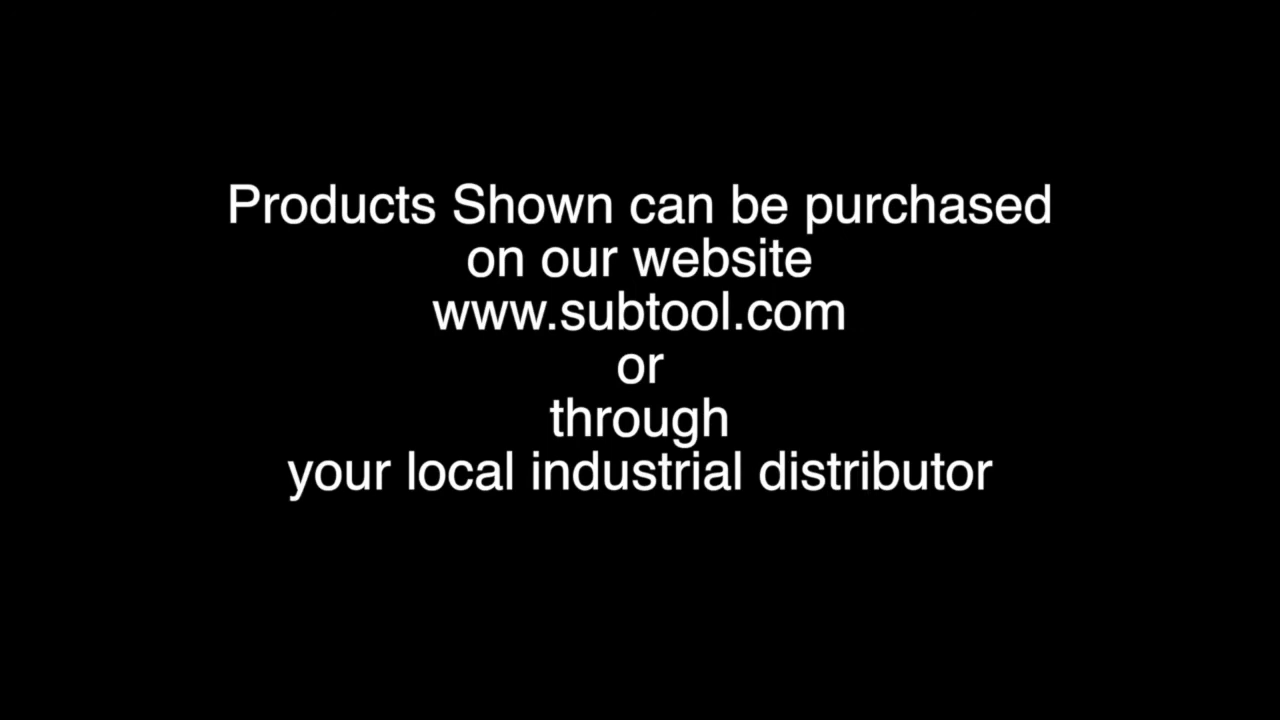 Products Shown can be purchased
on our website
www.subtool.com
or
through
your local industrial distributor